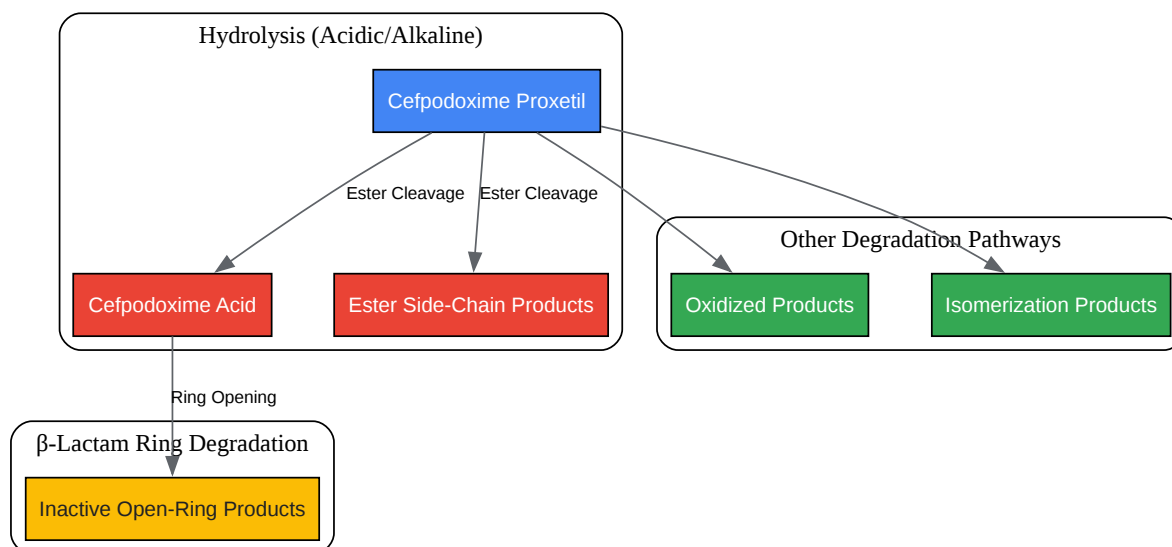 Hydrolysis (Acidic/Alkaline)
Cefpodoxime Proxetil
Ester Cleavage
Ester Cleavage
Other Degradation Pathways
Cefpodoxime Acid
Ester Side-Chain Products
Oxidized Products
Isomerization Products
Ring Opening
β-Lactam Ring Degradation
Inactive Open-Ring Products